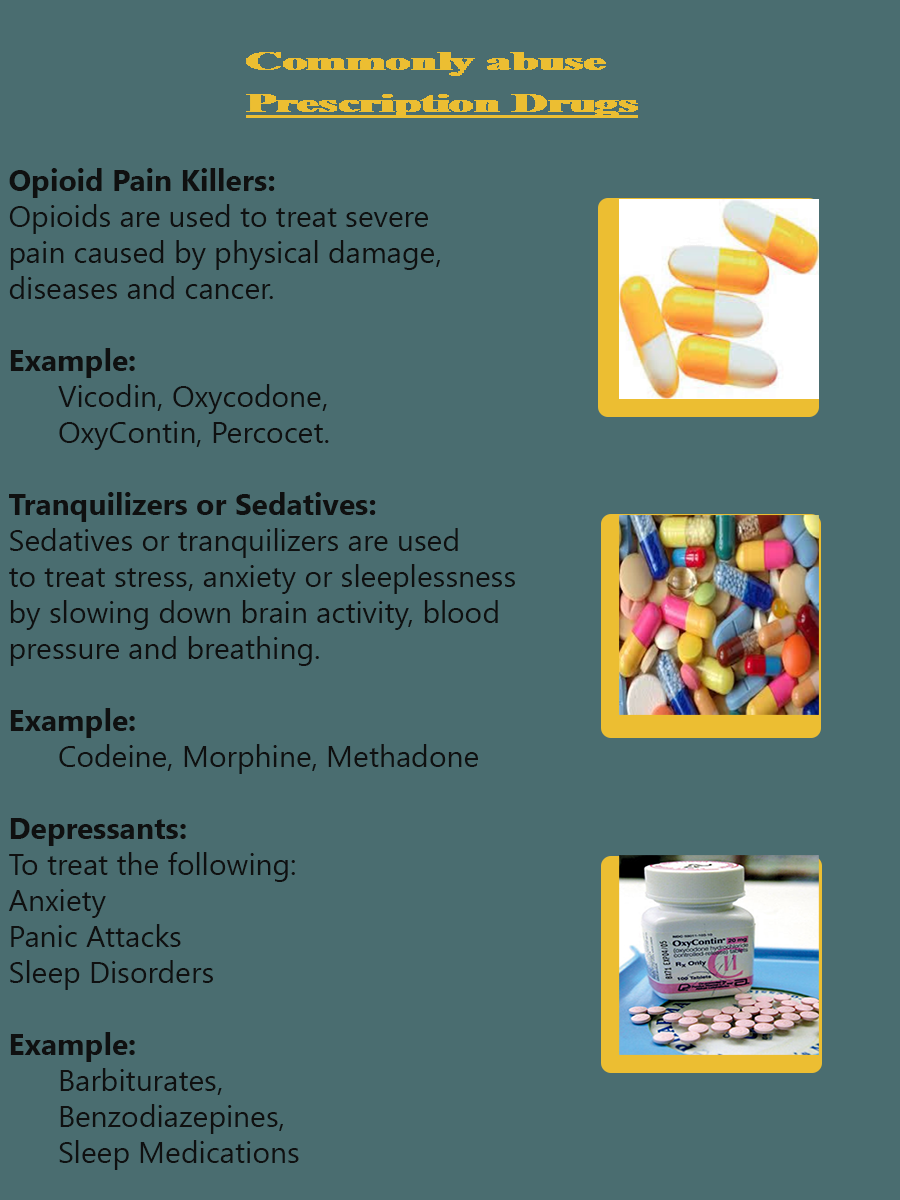 Commonly abuse
Prescription Drugs
Opioid Pain Killers:
Opioids are used to treat severe
pain caused by physical damage,
diseases and cancer.
Example:
Vicodin, Oxycodone,
OxyContin, Percocet.
Tranquilizers or Sedatives:
Sedatives or tranquilizers are used
to treat stress, anxiety or sleeplessness
by slowing down brain activity, blood
pressure and breathing.
Example:
Codeine, Morphine, Methadone
Depressants:
To treat the following:
Anxiety
Panic Attacks
Sleep Disorders
Example:
Barbiturates,
Benzodiazepines,
Sleep Medications
OxyContin® 20 mg
Rx Only
100 Tablets